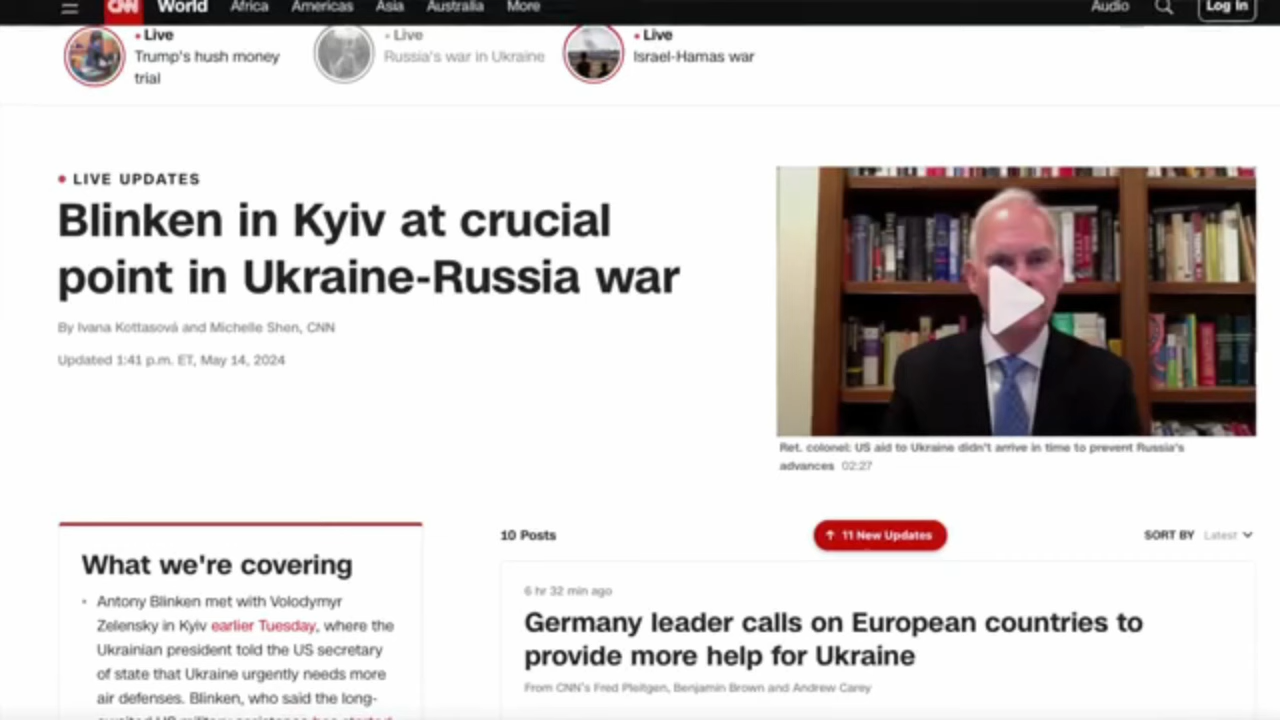 CNN World Africa Americas Asia Australia More Audio Log In
• Live
Trump's hush money
trial
• Live
Russia's war in Ukraine
• Live
Israel-Hamas war
• LIVE UPDATES
Blinken in Kyiv at crucial
point in Ukraine-Russia war
By Ivana Kottasová and Michelle Shen, CNN
Updated 1:41 p.m. ET, May 14, 2024
Ret. colonel: US aid to Ukraine didn't arrive in time to prevent Russia's
advances 02:27
What we're covering
• Antony Blinken met with Volodymyr
Zelensky in Kyiv earlier Tuesday, where the
Ukrainian president told the US secretary
of state that Ukraine urgently needs more
air defenses. Blinken, who said the long-
awaited US military assistance has started
10 Posts
↑ 11 New Updates
SORT BY Latest
6 hr 32 min ago
Germany leader calls on European countries to
provide more help for Ukraine
From CNN's Fred Pleitgen, Benjamin Brown and Andrew Carey